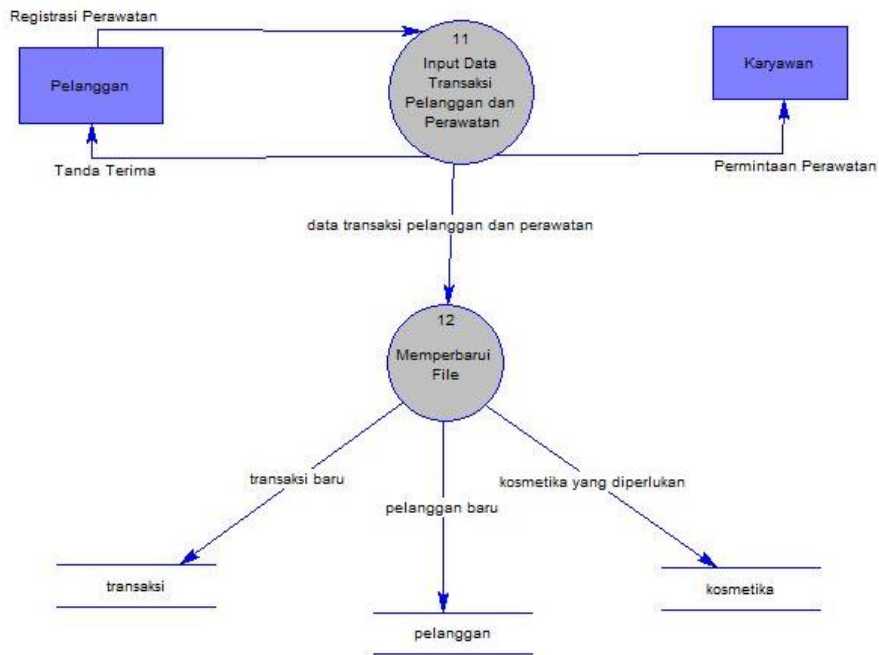 Registrasi Perawatan
11
Input Data
Transaksi
Pelanggan dan
Perawatan
Pelanggan
Karyawan
Tanda Terima
Permintaan Perawatan
data transaksi pelanggan dan perawatan
12
Memperbarui
File
transaksi baru
kosmetika yang diperlukan
pelanggan baru
transaksi
kosmetika
pelanggan